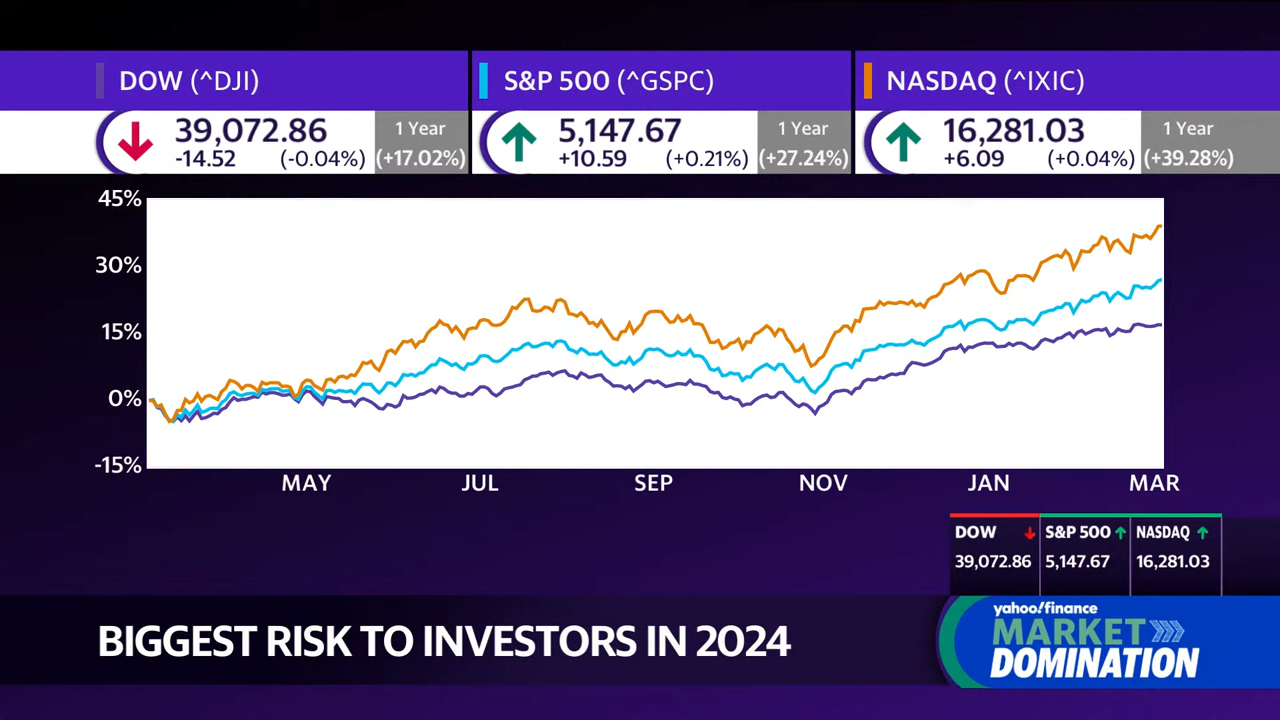 DOW (^DJI)
39,072.86
-14.52 (-0.04%)
1 Year
(+17.02%)
S&P 500 (^GSPC)
5,147.67
+10.59 (+0.21%)
1 Year
(+27.24%)
NASDAQ (^IXIC)
16,281.03
+6.09 (+0.04%)
1 Year
(+39.28%)
45%
30%
15%
0%
-15%
MAY JUL SEP NOV JAN MAR
DOW S&P 500 NASDAQ
39,072.86 5,147.67 16,281.03
BIGGEST RISK TO INVESTORS IN 2024
yahoo!finance
MARKET
DOMINATION